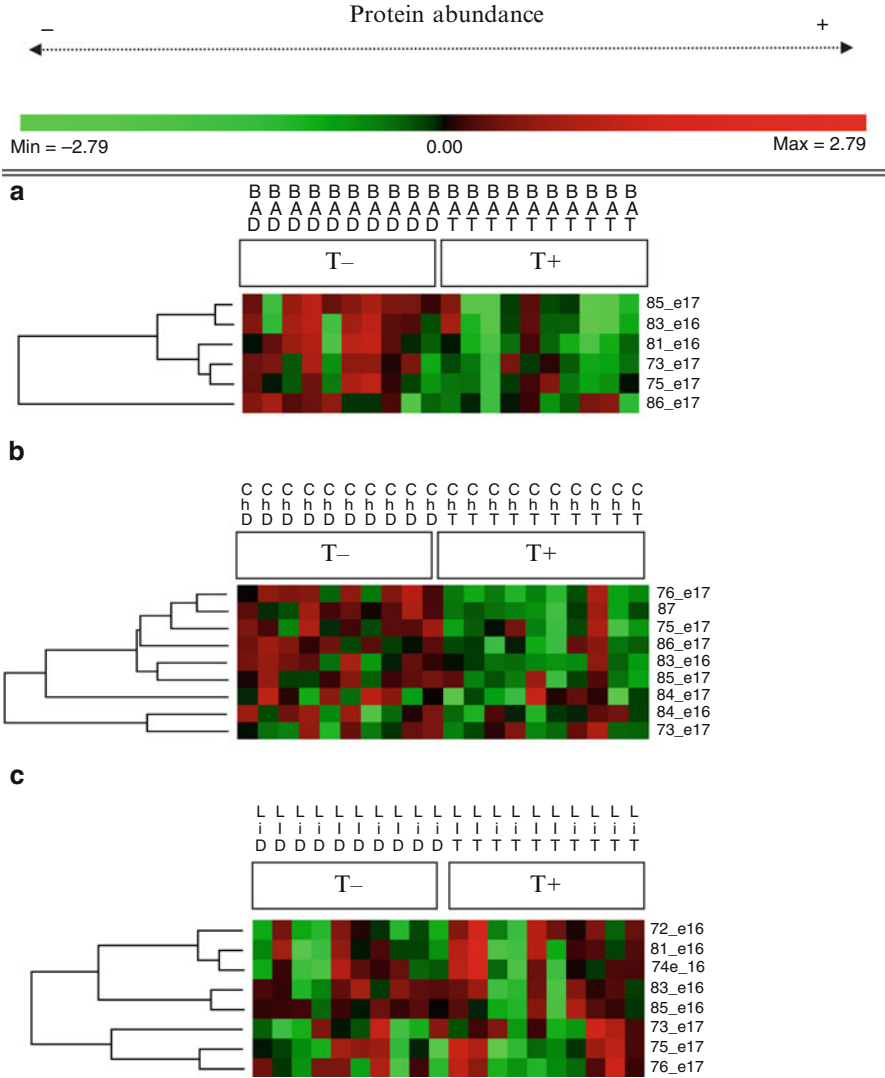 Protein abundance
– +
Min = –2.79 0.00 Max = 2.79
a
B B B B B B B B B B B B B B B B B B B B
A A A A A A A A A A A A A A A A A A A A
D D D D D D D D D D T T T T T T T T T T
T– T+
85_e17
83_e16
81_e16
73_e17
75_e17
86_e17
b
C C C C C C C C C C C C C C C C C C C C
h h h h h h h h h h h h h h h h h h h h
D D D D D D D D D D T T T T T T T T T T
T– T+
76_e17
87
75_e17
86_e17
83_e16
85_e17
84_e17
84_e16
73_e17
c
L L L L L L L L L L L L L L L L L L L L
i I i i I I i I i i I I i i I I i i i i
D D D D D D D D D D T T T T T T T T T T
T– T+
72_e16
81_e16
74e_16
83_e16
85_e16
73_e17
75_e17
76_e17